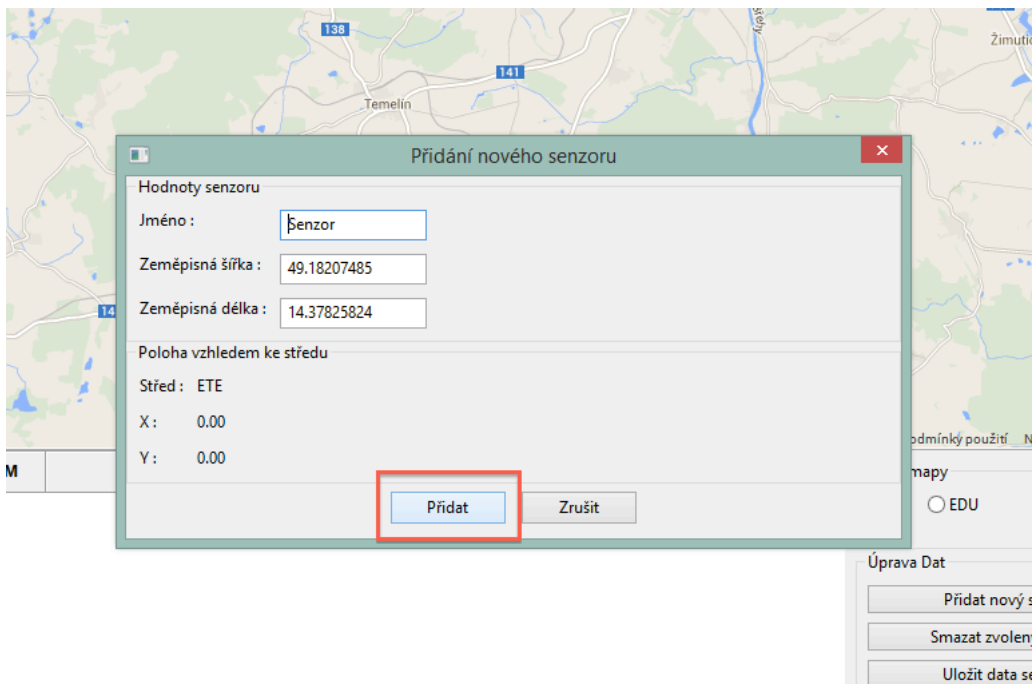 138
141
Žimutic
Temelín
Přidání nového senzoru
Hodnoty senzoru
Jméno : Senzor
Zeměpisná šířka : 49.18207485
Zeměpisná délka : 14.37825824
14
Poloha vzhledem ke středu
Střed : ETE
X : 0.00
Y : 0.00
odmínky použití N
M
mapy
Přidat Zrušit
EDU
Úprava Dat
Přidat nový s
Smazat zvolen
Uložit data se